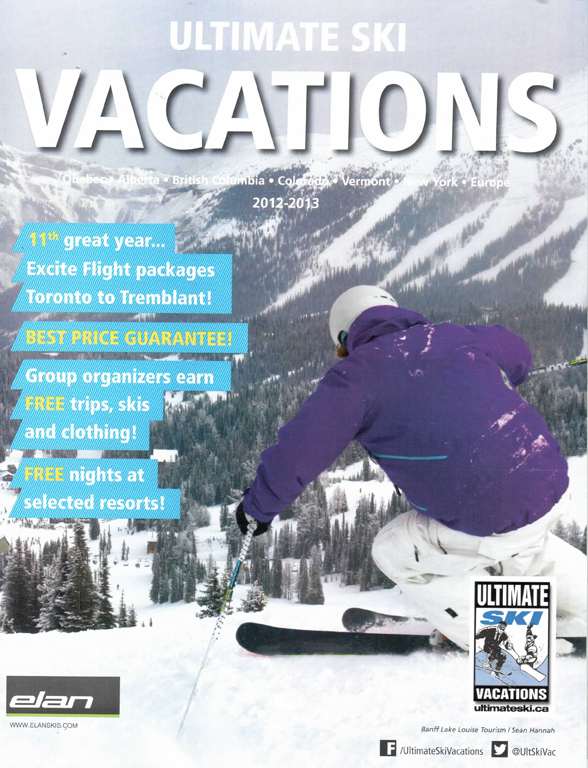 ULTIMATE SKI
VACATIONS
Quebec • Alberta • British Columbia • Colorado • Vermont • New York • Europe
2012-2013
11th great year...
Excite Flight packages
Toronto to Tremblant!
BEST PRICE GUARANTEE!
Group organizers earn
FREE trips, skis
and clothing!
FREE nights at
selected resorts!
ULTIMATE
SKI
VACATIONS
ultimateski.ca
elan
WWW.ELANSKIS.COM
Banff Lake Louise Tourism / Sean Hannah
/UltimateSkiVacations
@UltSkiVac